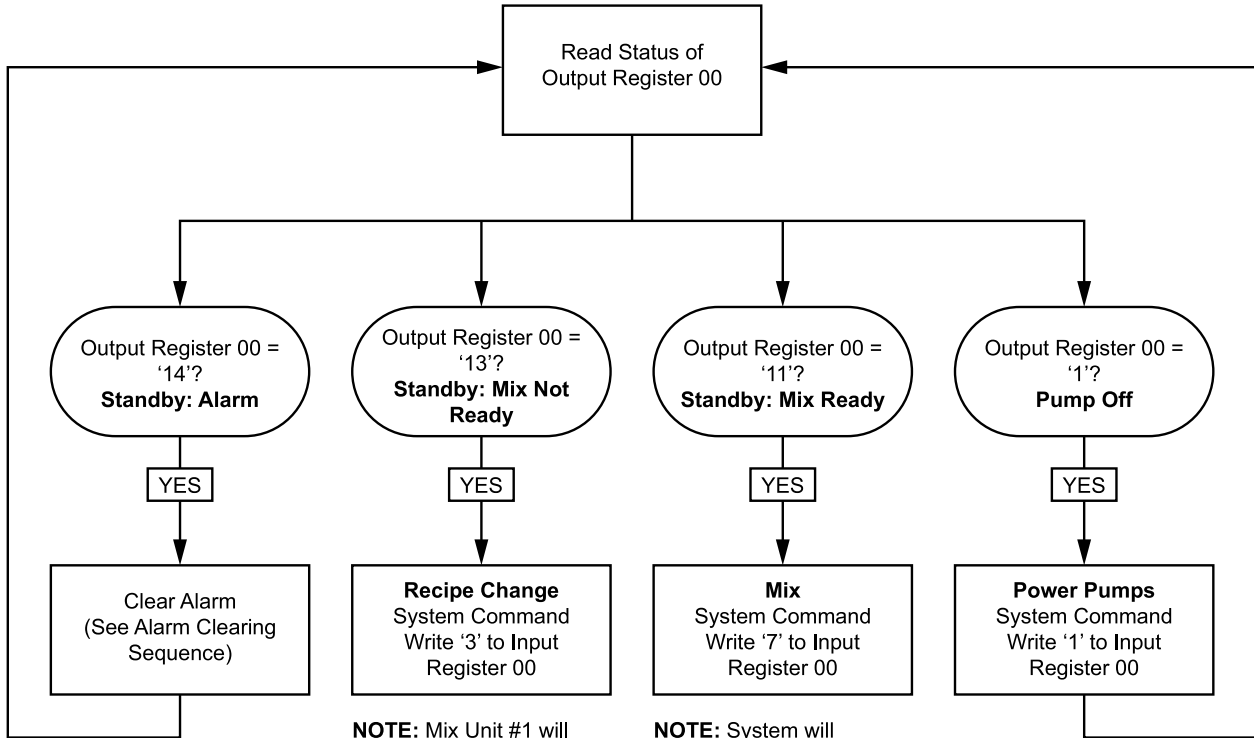 Read Status of
Output Register 00
Output Register 00 =
‘14’?
Standby: Alarm
Output Register 00 =
‘13’?
Standby: Mix Not
Ready
Output Register 00 =
‘11’?
Standby: Mix Ready
Output Register 00 =
‘1’?
Pump Off
YES
YES
YES
YES
Clear Alarm
(See Alarm Clearing
Sequence)
Recipe Change
System Command
Write ‘3’ to Input
Register 00
Mix
System Command
Write ‘7’ to Input
Register 00
Power Pumps
System Command
Write ‘1’ to Input
Register 00
NOTE: Mix Unit #1 will
NOTE: System will